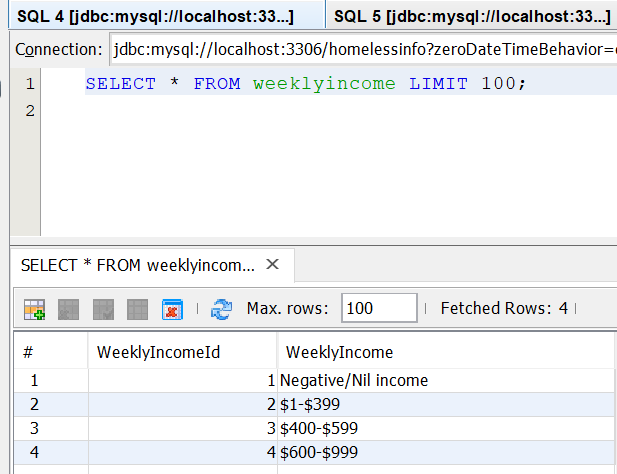 SQL 4 [jdbc:mysql://localhost:33...] SQL 5 [jdbc:mysql://localhost:33...]
Connection: jdbc:mysql://localhost:3306/homelessinfo?zeroDateTimeBehavior=
1 SELECT * FROM weeklyincome LIMIT 100;
2
SELECT * FROM weeklyincom...
Max. rows: 100 Fetched Rows: 4
# WeeklyIncomeId WeeklyIncome
1 1 Negative/Nil income
2 2 $1-$399
3 3 $400-$599
4 4 $600-$999